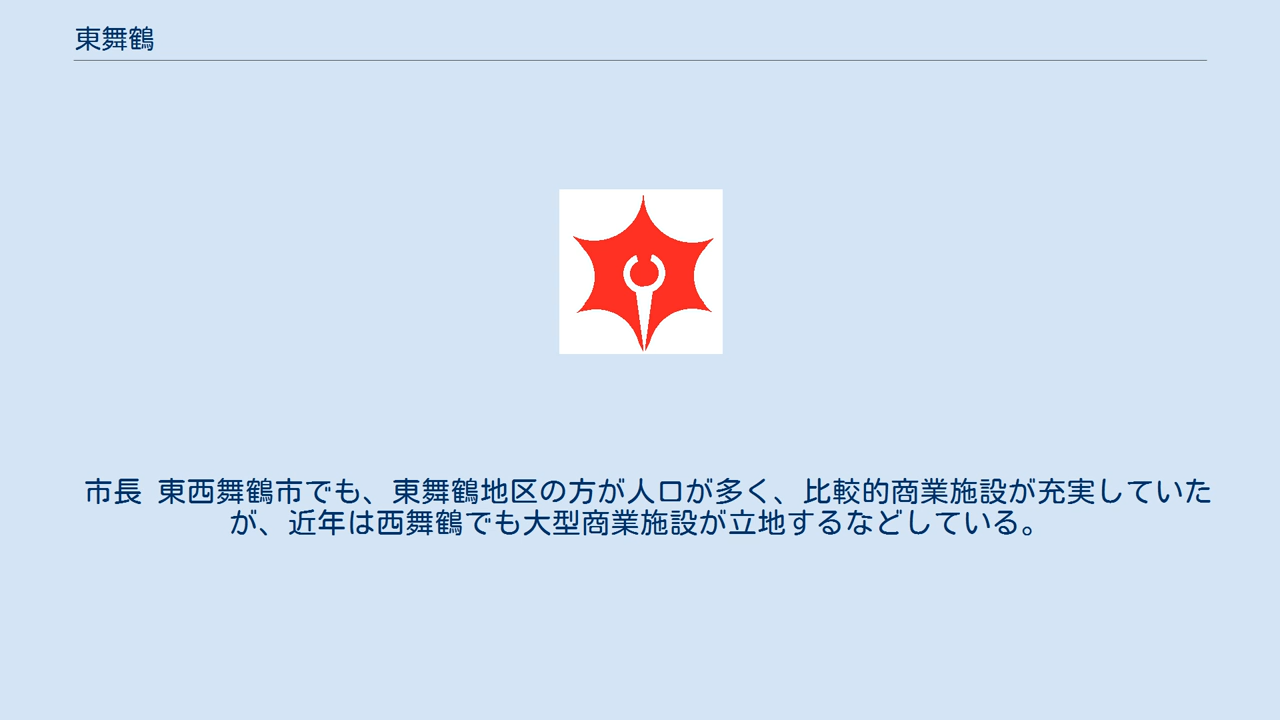 東舞鶴
市長 東西舞鶴市でも、東舞鶴地区の方が人口が多く、比較的商業施設が充実していた
が、近年は西舞鶴でも大型商業施設が立地するなどしている。